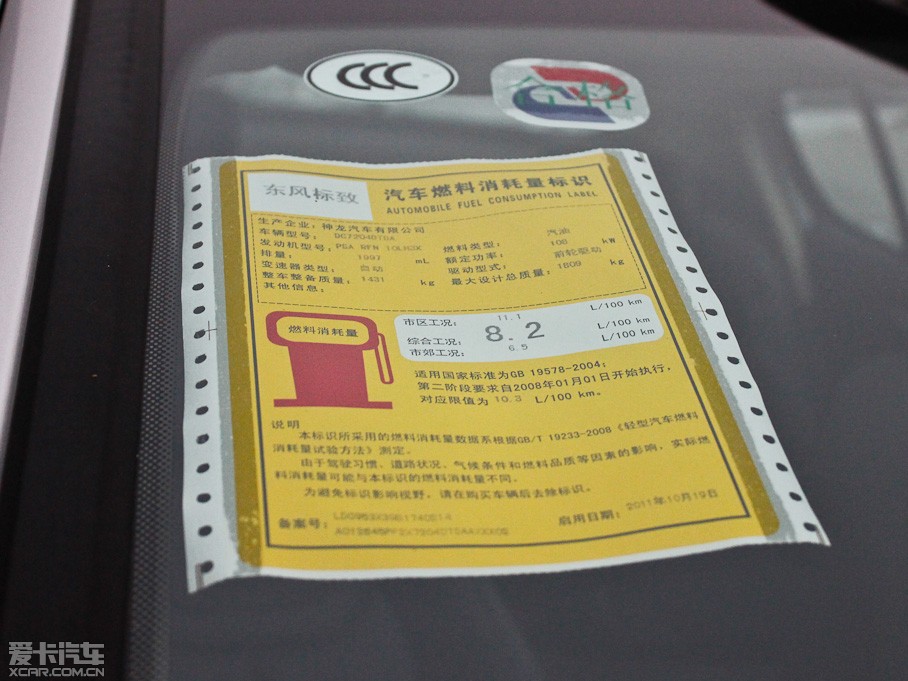 CCC
合格
东风标致
汽车燃料消耗量标识
AUTOMOBILE FUEL CONSUMPTION LABEL
生产企业：神龙汽车有限公司
车辆型号：
发动机型号：PSA RFN 10LH3X 燃料类型： 汽油
排量： 1997 mL 额定功率： 108 kW
变速器类型： 自动 驱动型式： 前轮驱动
整车整备质量： 1431 kg 最大设计总质量： 1809 kg
其他信息：
燃料消耗量
市区工况： 11.1 L/100 km
综合工况： 8.2 L/100 km
市郊工况： 6.5 L/100 km
适用国家标准为GB 19578-2004；
第二阶段要求自2008年01月01日开始执行，
对应限值为 10.3 L/100 km。
说明
本标识所采用的燃料消耗量数据系根据GB/T 19233-2008《轻型汽车燃料
消耗量试验方法》测定。
由于驾驶习惯、道路状况、气候条件和燃料品质等因素的影响，实际燃
料消耗量可能与本标识的燃料消耗量不同。
为避免标识影响视野，请在购买车辆后去除标识。
备案号：
启用日期： 2011年10月19日
爱卡汽车
XCAR.COM.CN